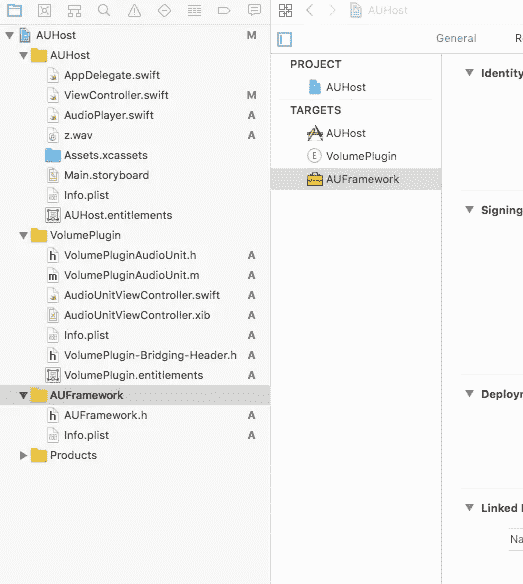 AUHost M
AUHost
AppDelegate.swift
ViewController.swift M
AudioPlayer.swift A
z.wav A
Assets.xcassets
Main.storyboard
Info.plist
AUHost.entitlements
VolumePlugin
VolumePluginAudioUnit.h A
VolumePluginAudioUnit.m A
AudioUnitViewController.swift A
AudioUnitViewController.xib A
Info.plist A
VolumePlugin-Bridging-Header.h A
VolumePlugin.entitlements A
AUFramework
AUFramework.h A
Info.plist A
Products
AUHost
General Re
PROJECT
AUHost
TARGETS
AUHost
E VolumePlugin
AUFramework
Identity
Signing
Deployn
Linked
Na